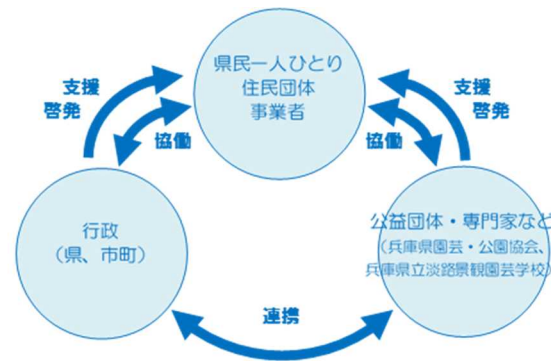 県民一人ひとり
住民団体
事業者
支援
啓発
協働
支援
啓発
協働
行政
（県、市町）
公益団体・専門家など
（兵庫県園芸・公園協会、
兵庫県立淡路景観園芸学校）
連携